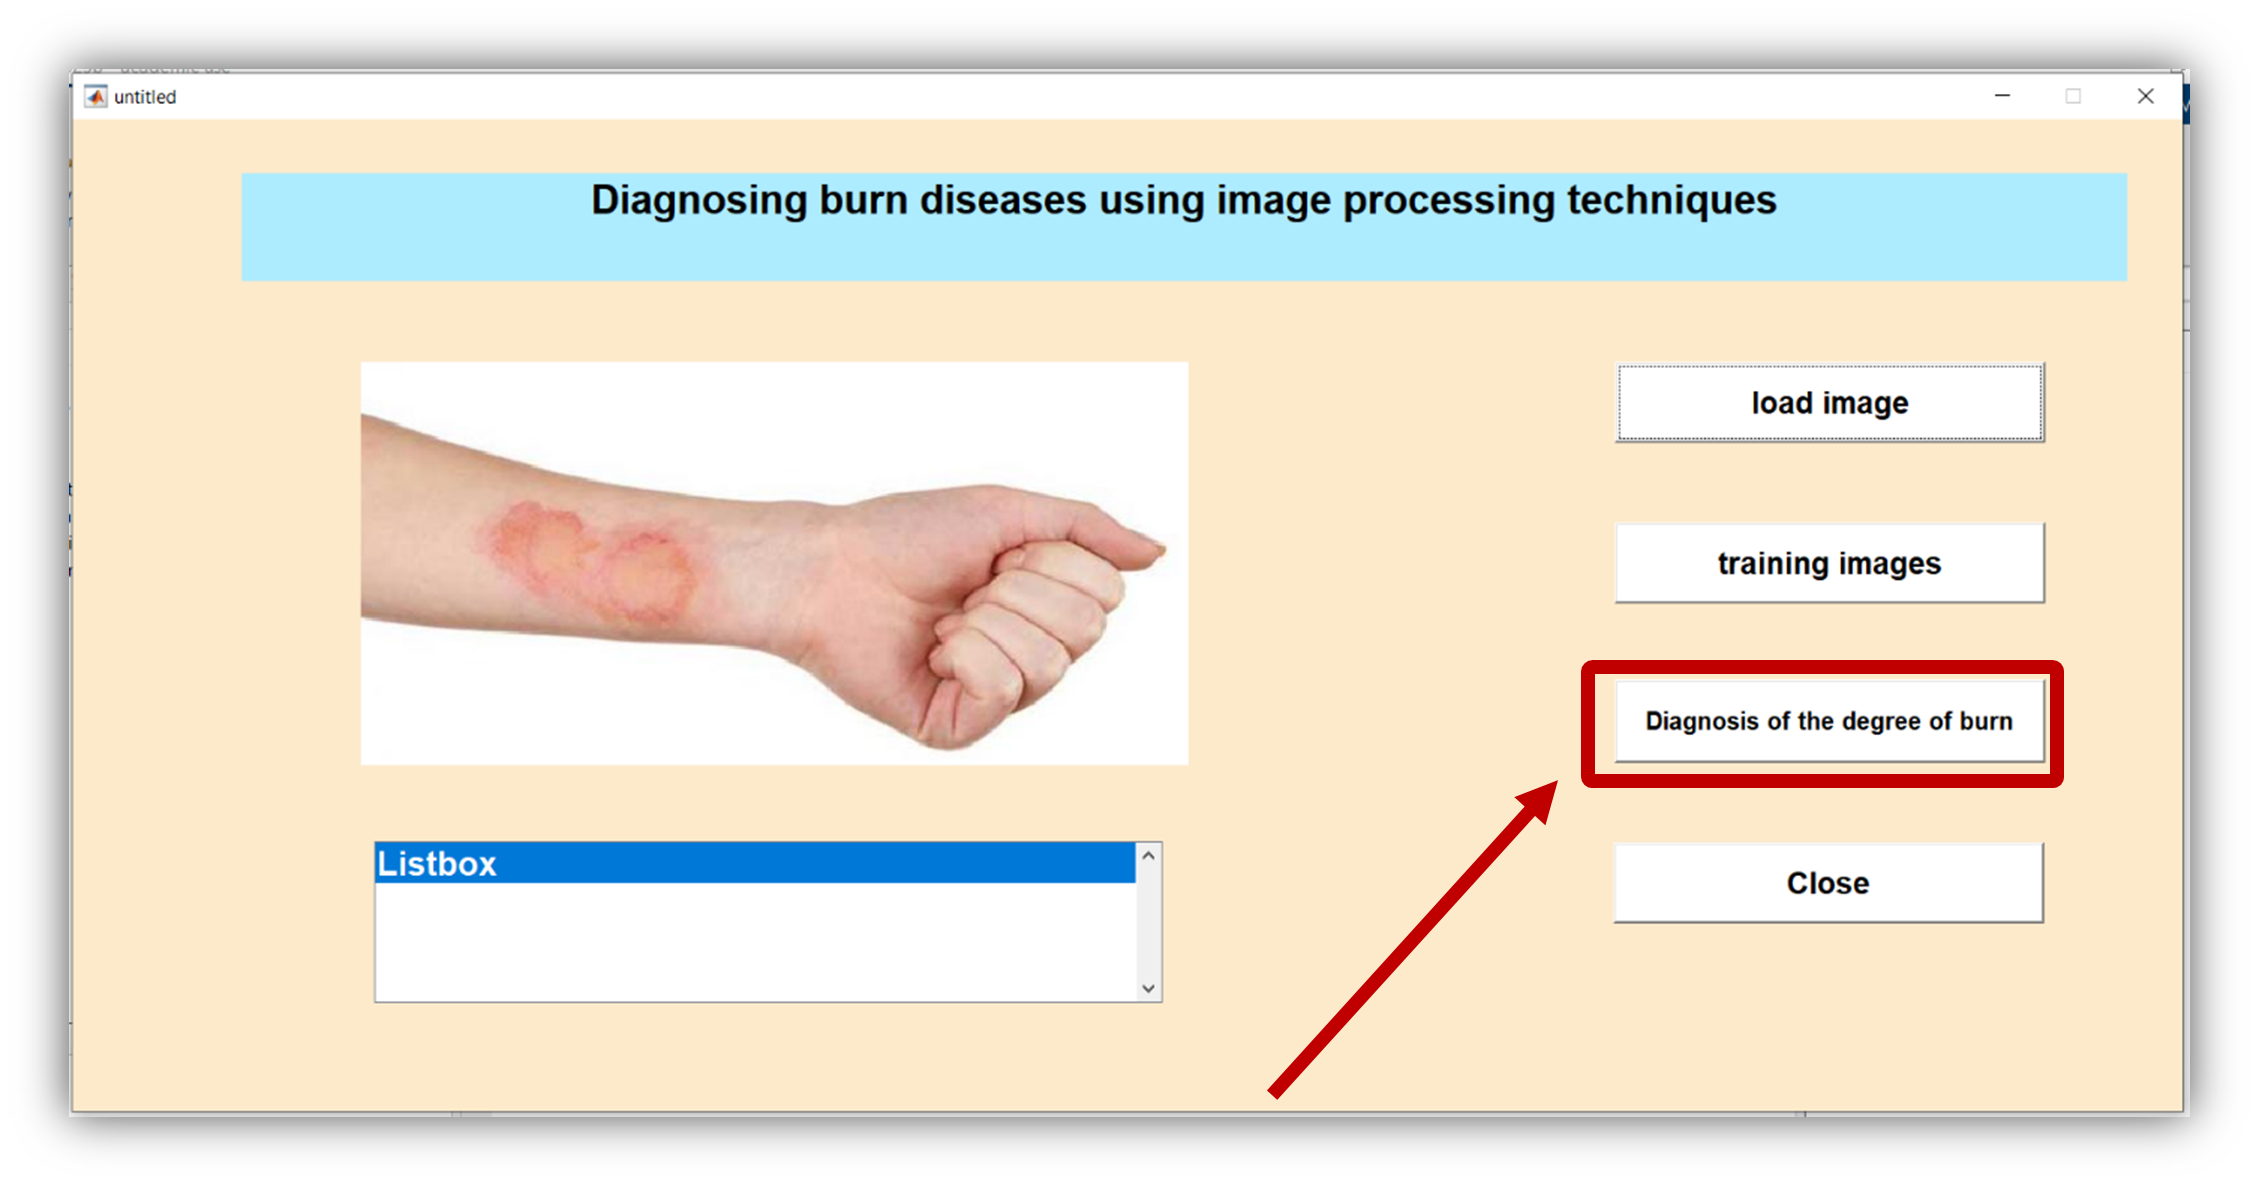 untitled
Diagnosing burn diseases using image processing techniques
load image
training images
Diagnosis of the degree of burn
Listbox
Close